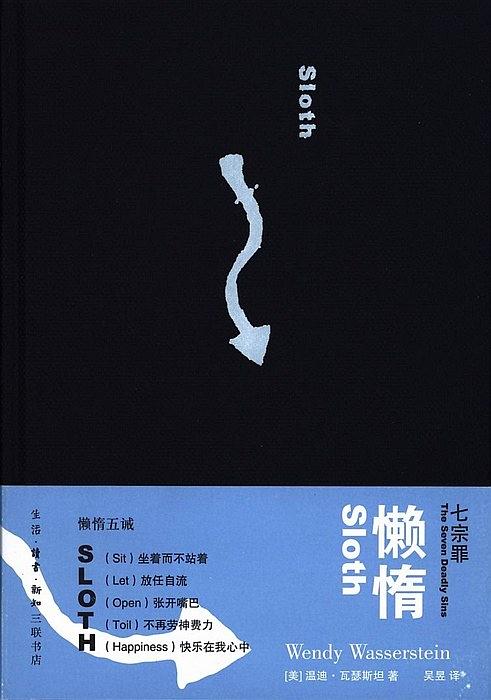 Sloth
生活·讀書·新知 三联书店
懒惰五诫
SLOTH
(Sit) 坐着而不站着
(Let) 放任自流
(Open) 张开嘴巴
(Toil) 不再劳神费力
(Happiness) 快乐在我心中
七宗罪
The Seven Deadly Sins
懒惰
Sloth
Wendy Wasserstein
[美] 温迪·瓦瑟斯坦 著
吴昱 译